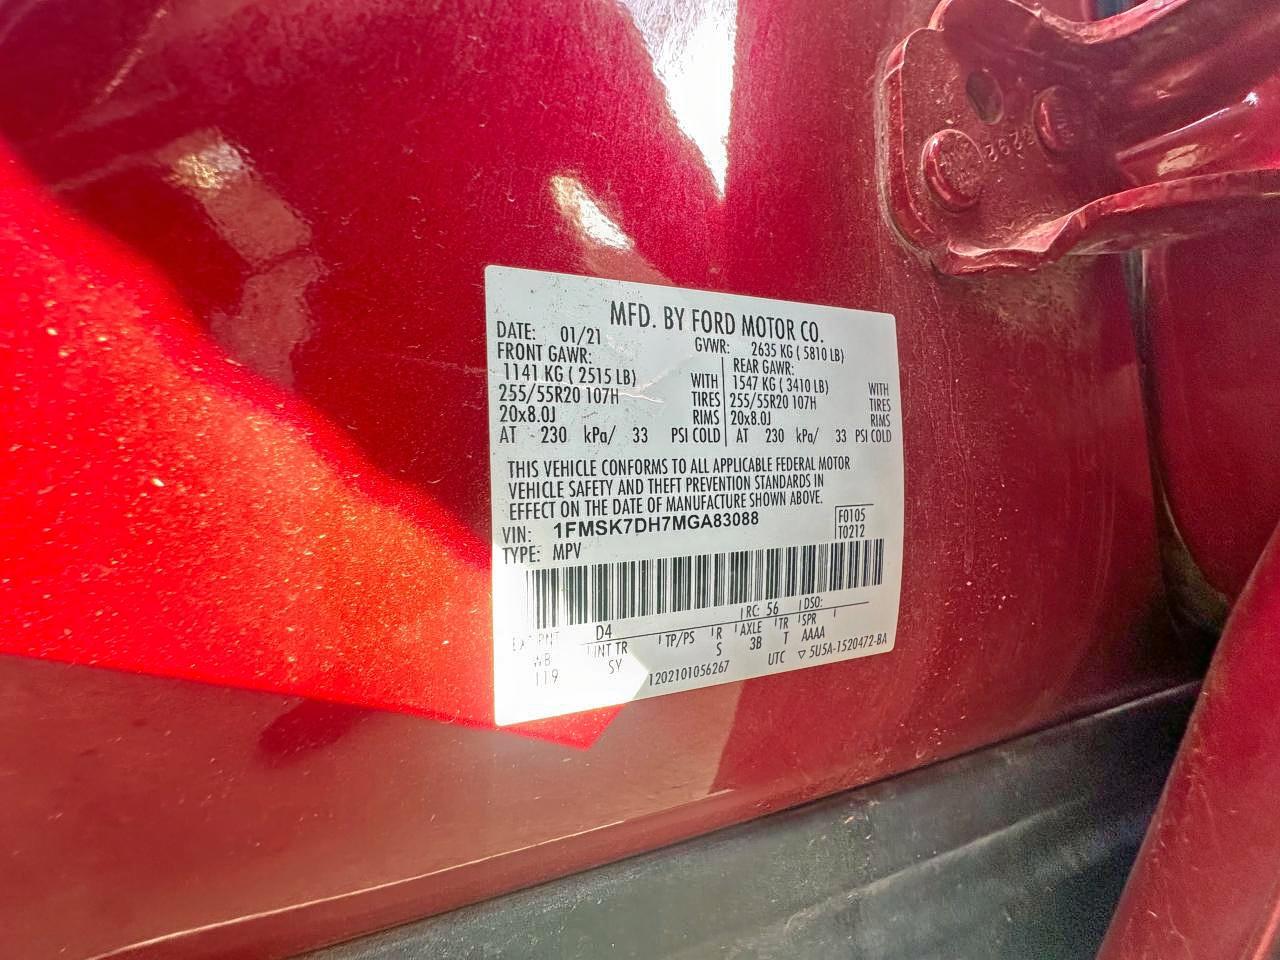 MFD. BY FORD MOTOR CO.
DATE: 01/21
GVWR: 2635 KG ( 5810 LB)
FRONT GAWR:
1141 KG ( 2515 LB) WITH
255/55R20 107H TIRES
20x8.0J RIMS
AT 230 kPa/ 33 PSI COLD
REAR GAWR:
1547 KG ( 3410 LB) WITH
255/55R20 107H TIRES
20x8.0J RIMS
AT 230 kPa/ 33 PSI COLD
THIS VEHICLE CONFORMS TO ALL APPLICABLE FEDERAL MOTOR
VEHICLE SAFETY AND THEFT PREVENTION STANDARDS IN
EFFECT ON THE DATE OF MANUFACTURE SHOWN ABOVE.
VIN: 1FMSK7DH7MGA83088
F0105
T0212
TYPE: MPV
RC: 56 DSO:
EXT PNT D4
WB INT TR TP/PS R AXLE TR SPR
119 SY S 3B T AAAA
1202101056267 UTC ▽ 5U5A-1520472-BA